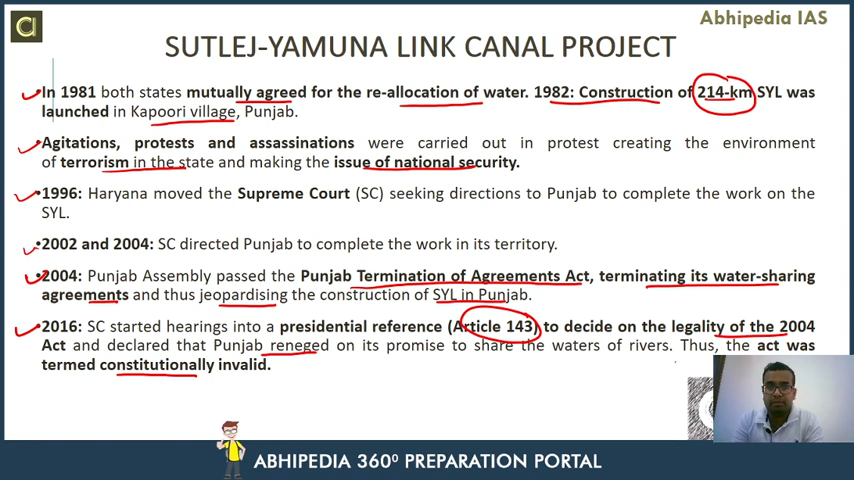 Abhipedia IAS
a
SUTLEJ-YAMUNA LINK CANAL PROJECT
•In 1981 both states mutually agreed for the re-allocation of water. 1982: Construction of 214-km SYL was
launched in Kapoori village, Punjab.
•Agitations, protests and assassinations were carried out in protest creating the environment
of terrorism in the state and making the issue of national security.
•1996: Haryana moved the Supreme Court (SC) seeking directions to Punjab to complete the work on the
SYL.
•2002 and 2004: SC directed Punjab to complete the work in its territory.
•2004: Punjab Assembly passed the Punjab Termination of Agreements Act, terminating its water-sharing
agreements and thus jeopardising the construction of SYL in Punjab.
•2016: SC started hearings into a presidential reference (Article 143) to decide on the legality of the 2004
Act and declared that Punjab reneged on its promise to share the waters of rivers. Thus, the act was
termed constitutionally invalid.
ABHIPEDIA 360⁰ PREPARATION PORTAL